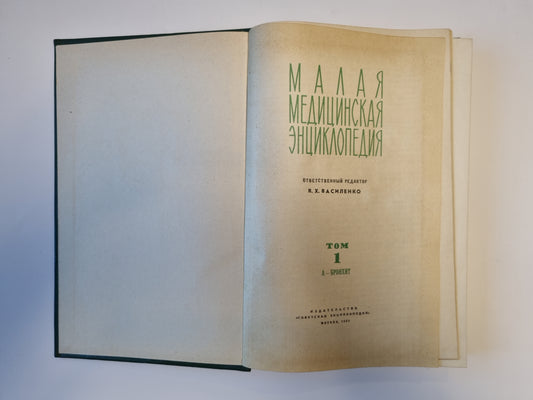 МАЛАЯ
МЕДИЦИНСКАЯ
ЭНЦИКЛОПЕДИЯ
ОТВЕТСТВЕННЫЙ РЕДАКТОР
В. Х. ВАСИЛЕНКО
ТОМ
1
А — БРОНХИТ
ИЗДАТЕЛЬСТВО
«СОВЕТСКАЯ ЭНЦИКЛОПЕДИЯ»
МОСКВА,